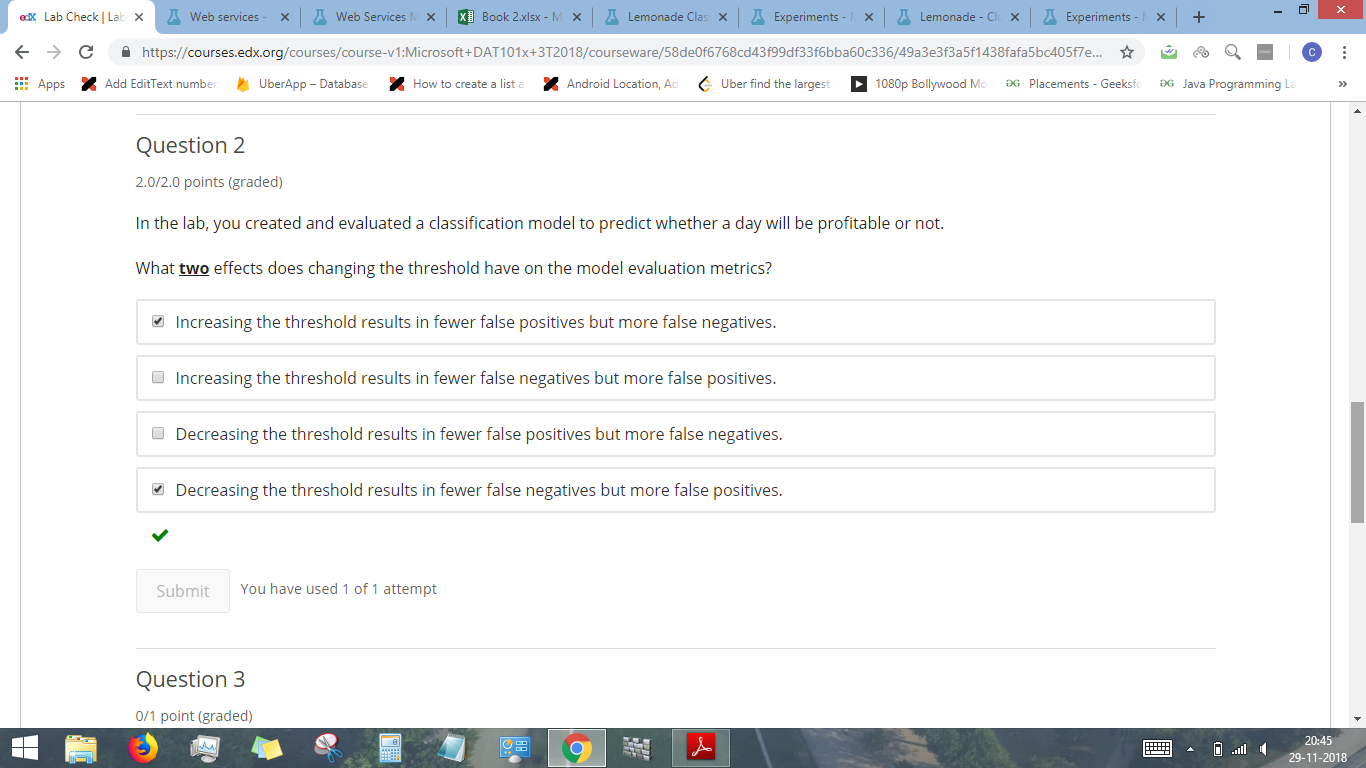 edX Lab Check | Lab
Web services -
Web Services M
Book 2.xlsx - M
Lemonade Clas
Experiments - M
Lemonade - Clu
Experiments - M
https://courses.edx.org/courses/course-v1:Microsoft+DAT101x+3T2018/courseware/58de0f6768cd43f99df33f6bba60c336/49a3e3f3a5f1438fafa5bc405f7e...
C
Apps
Add EditText number
UberApp – Database
How to create a list a
Android Location, Ad
Uber find the largest
1080p Bollywood Mo
Placements - Geeksfo
Java Programming La
»
Question 2
2.0/2.0 points (graded)
In the lab, you created and evaluated a classification model to predict whether a day will be profitable or not.
What two effects does changing the threshold have on the model evaluation metrics?
Increasing the threshold results in fewer false positives but more false negatives.
Increasing the threshold results in fewer false negatives but more false positives.
Decreasing the threshold results in fewer false positives but more false negatives.
Decreasing the threshold results in fewer false negatives but more false positives.
Submit You have used 1 of 1 attempt
Question 3
0/1 point (graded)
20:45
29-11-2018